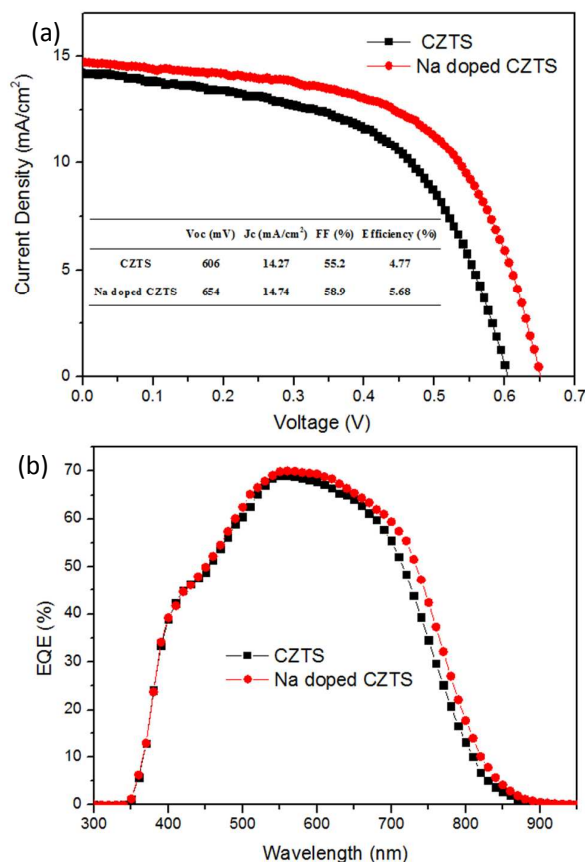 (a)
CZTS
Na doped CZTS
15
10
5
0
Current Density (mA/cm²)
Voc (mV) Jc (mA/cm²) FF (%) Efficiency (%)
CZTS 606 14.27 55.2 4.77
Na doped CZTS 654 14.74 58.9 5.68
0.0 0.1 0.2 0.3 0.4 0.5 0.6 0.7
Voltage (V)
(b)
70
60
50
40
30
20
10
0
EQE (%)
CZTS
Na doped CZTS
300 400 500 600 700 800 900
Wavelength (nm)